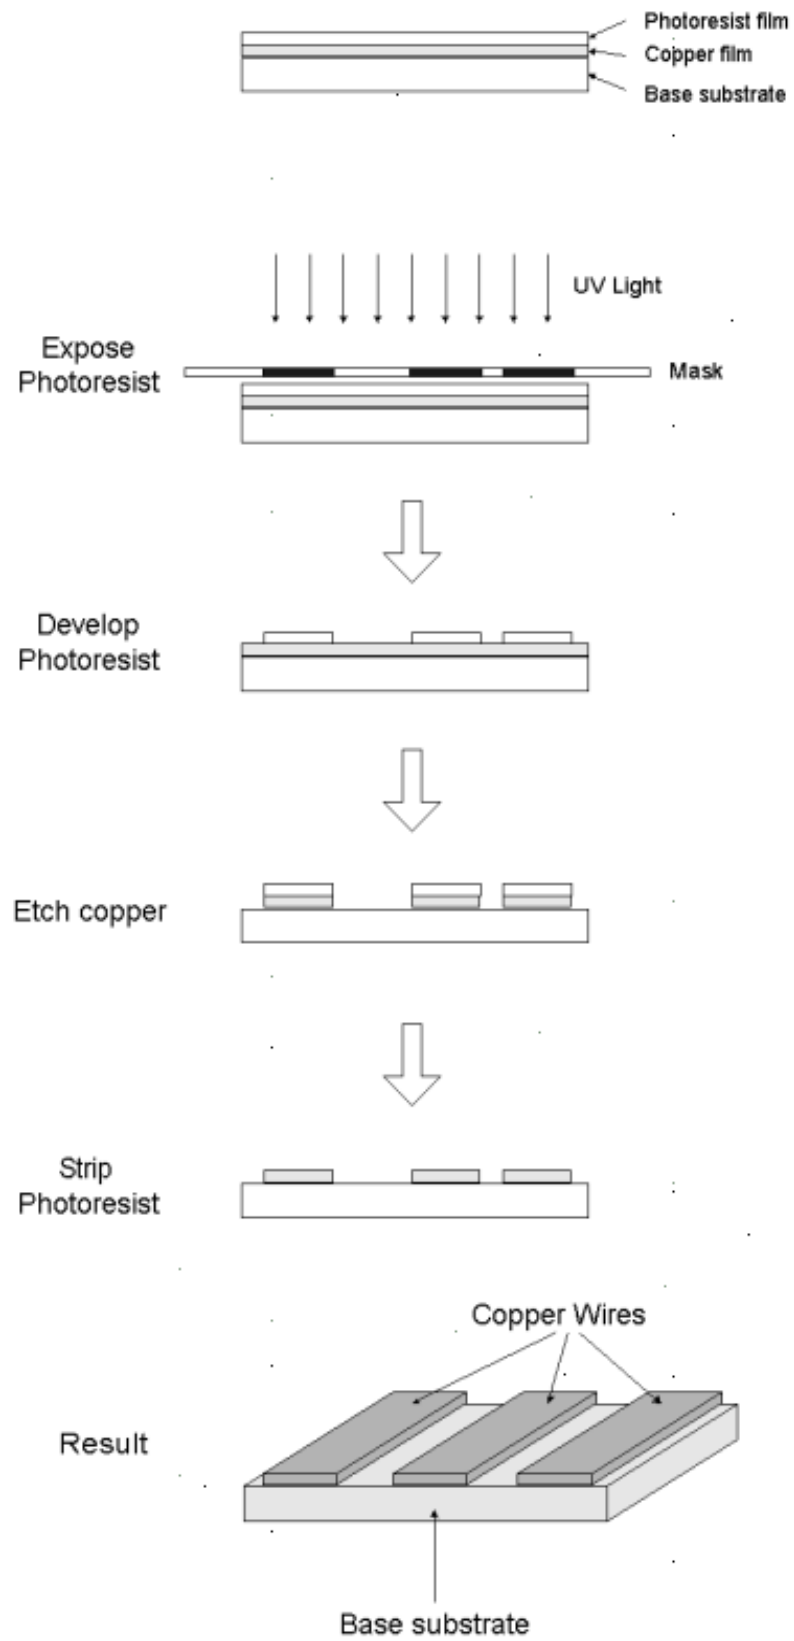 Photoresist film
Copper film
Base substrate
UV Light
Expose
Photoresist
Mask
Develop
Photoresist
Etch copper
Strip
Photoresist
Copper Wires
Result
Base substrate